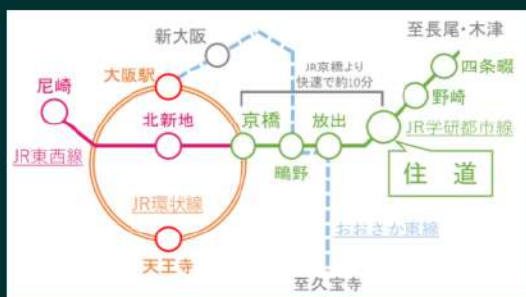 新大阪
至長尾・木津
大阪駅
JR京橋より
快速で約10分
四条畷
尼崎
野崎
北新地
京橋
放出
JR学研都市線
JR東西線
鴫野
住 道
JR環状線
おおさか東線
天王寺
至久宝寺